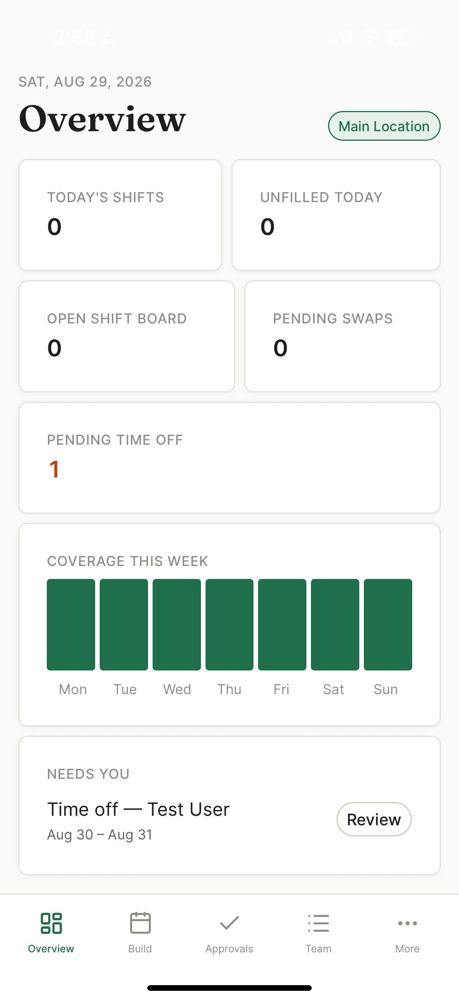 2:58
SAT, AUG 29, 2026
Overview
Main Location
TODAY'S SHIFTS
0
UNFILLED TODAY
0
OPEN SHIFT BOARD
0
PENDING SWAPS
0
PENDING TIME OFF
1
COVERAGE THIS WEEK
Mon Tue Wed Thu Fri Sat Sun
NEEDS YOU
Time off — Test User
Aug 30 – Aug 31
Review
Overview Build Approvals Team More